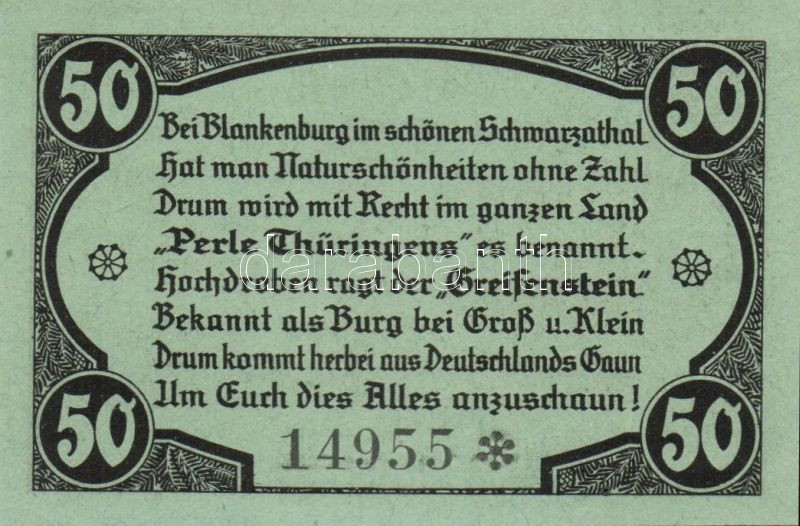 50 50
Bei Blankenburg im schönen Schwarzathal
Hat man Naturschönheiten ohne Zahl
Drum wird mit Recht im ganzen Land
„Perle Thüringens“ es benannt.
Hochdroben ragt der „Greifenstein“
Bekannt als Burg bei Groß u. Klein
Drum kommt herbei aus Deutschlands Gaun
Um Euch dies Alles anzuschaun!
50 50
14955 *
databanth